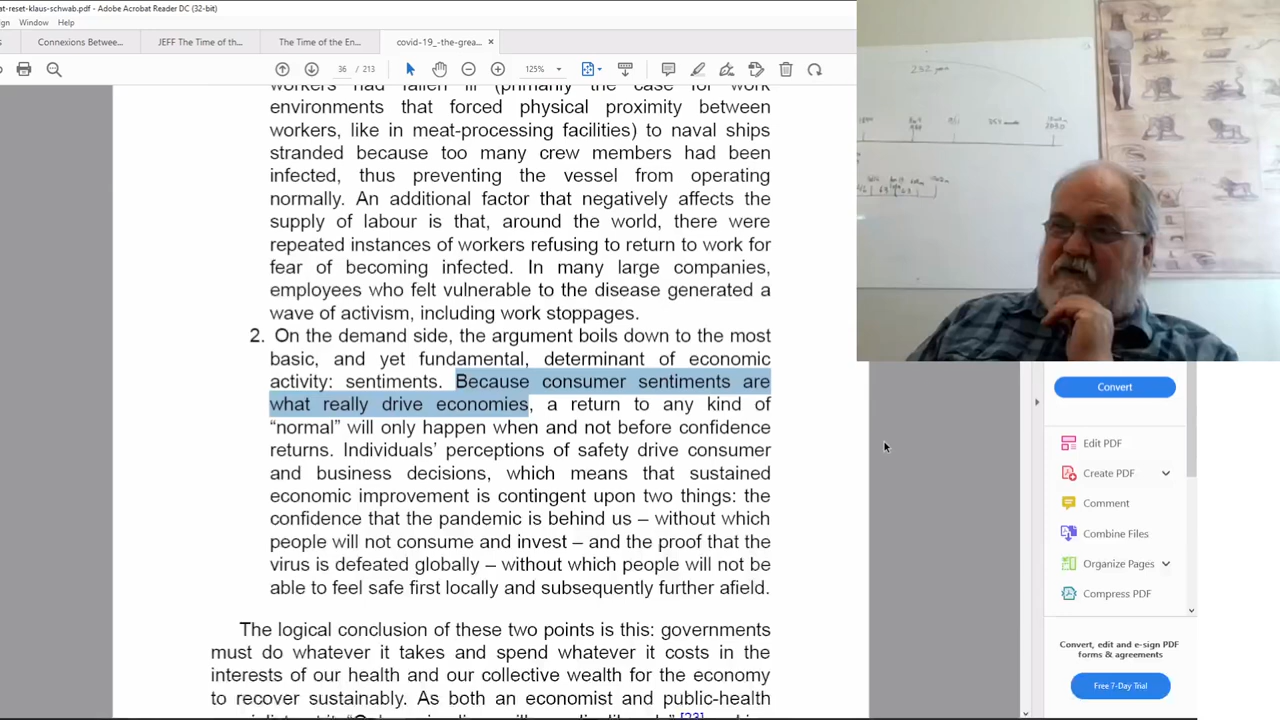 at-reset-klaus-schwab.pdf - Adobe Acrobat Reader DC (32-bit)
Window Help
Connexions Betwee...
JEFF The Time of th...
The Time of the En...
covid-19_-the-grea...
36 / 213
125%
workers had fallen ill (primarily the case for work
environments that forced physical proximity between
workers, like in meat-processing facilities) to naval ships
stranded because too many crew members had been
infected, thus preventing the vessel from operating
normally. An additional factor that negatively affects the
supply of labour is that, around the world, there were
repeated instances of workers refusing to return to work for
fear of becoming infected. In many large companies,
employees who felt vulnerable to the disease generated a
wave of activism, including work stoppages.
2. On the demand side, the argument boils down to the most
basic, and yet fundamental, determinant of economic
activity: sentiments. Because consumer sentiments are
what really drive economies, a return to any kind of
“normal” will only happen when and not before confidence
returns. Individuals’ perceptions of safety drive consumer
and business decisions, which means that sustained
economic improvement is contingent upon two things: the
confidence that the pandemic is behind us – without which
people will not consume and invest – and the proof that the
virus is defeated globally – without which people will not be
able to feel safe first locally and subsequently further afield.
The logical conclusion of these two points is this: governments
must do whatever it takes and spend whatever it costs in the
interests of our health and our collective wealth for the economy
to recover sustainably. As both an economist and public-health
Convert
Edit PDF
Create PDF
Comment
Combine Files
Organize Pages
Compress PDF
Convert, edit and e-sign PDF
forms & agreements
Free 7-Day Trial